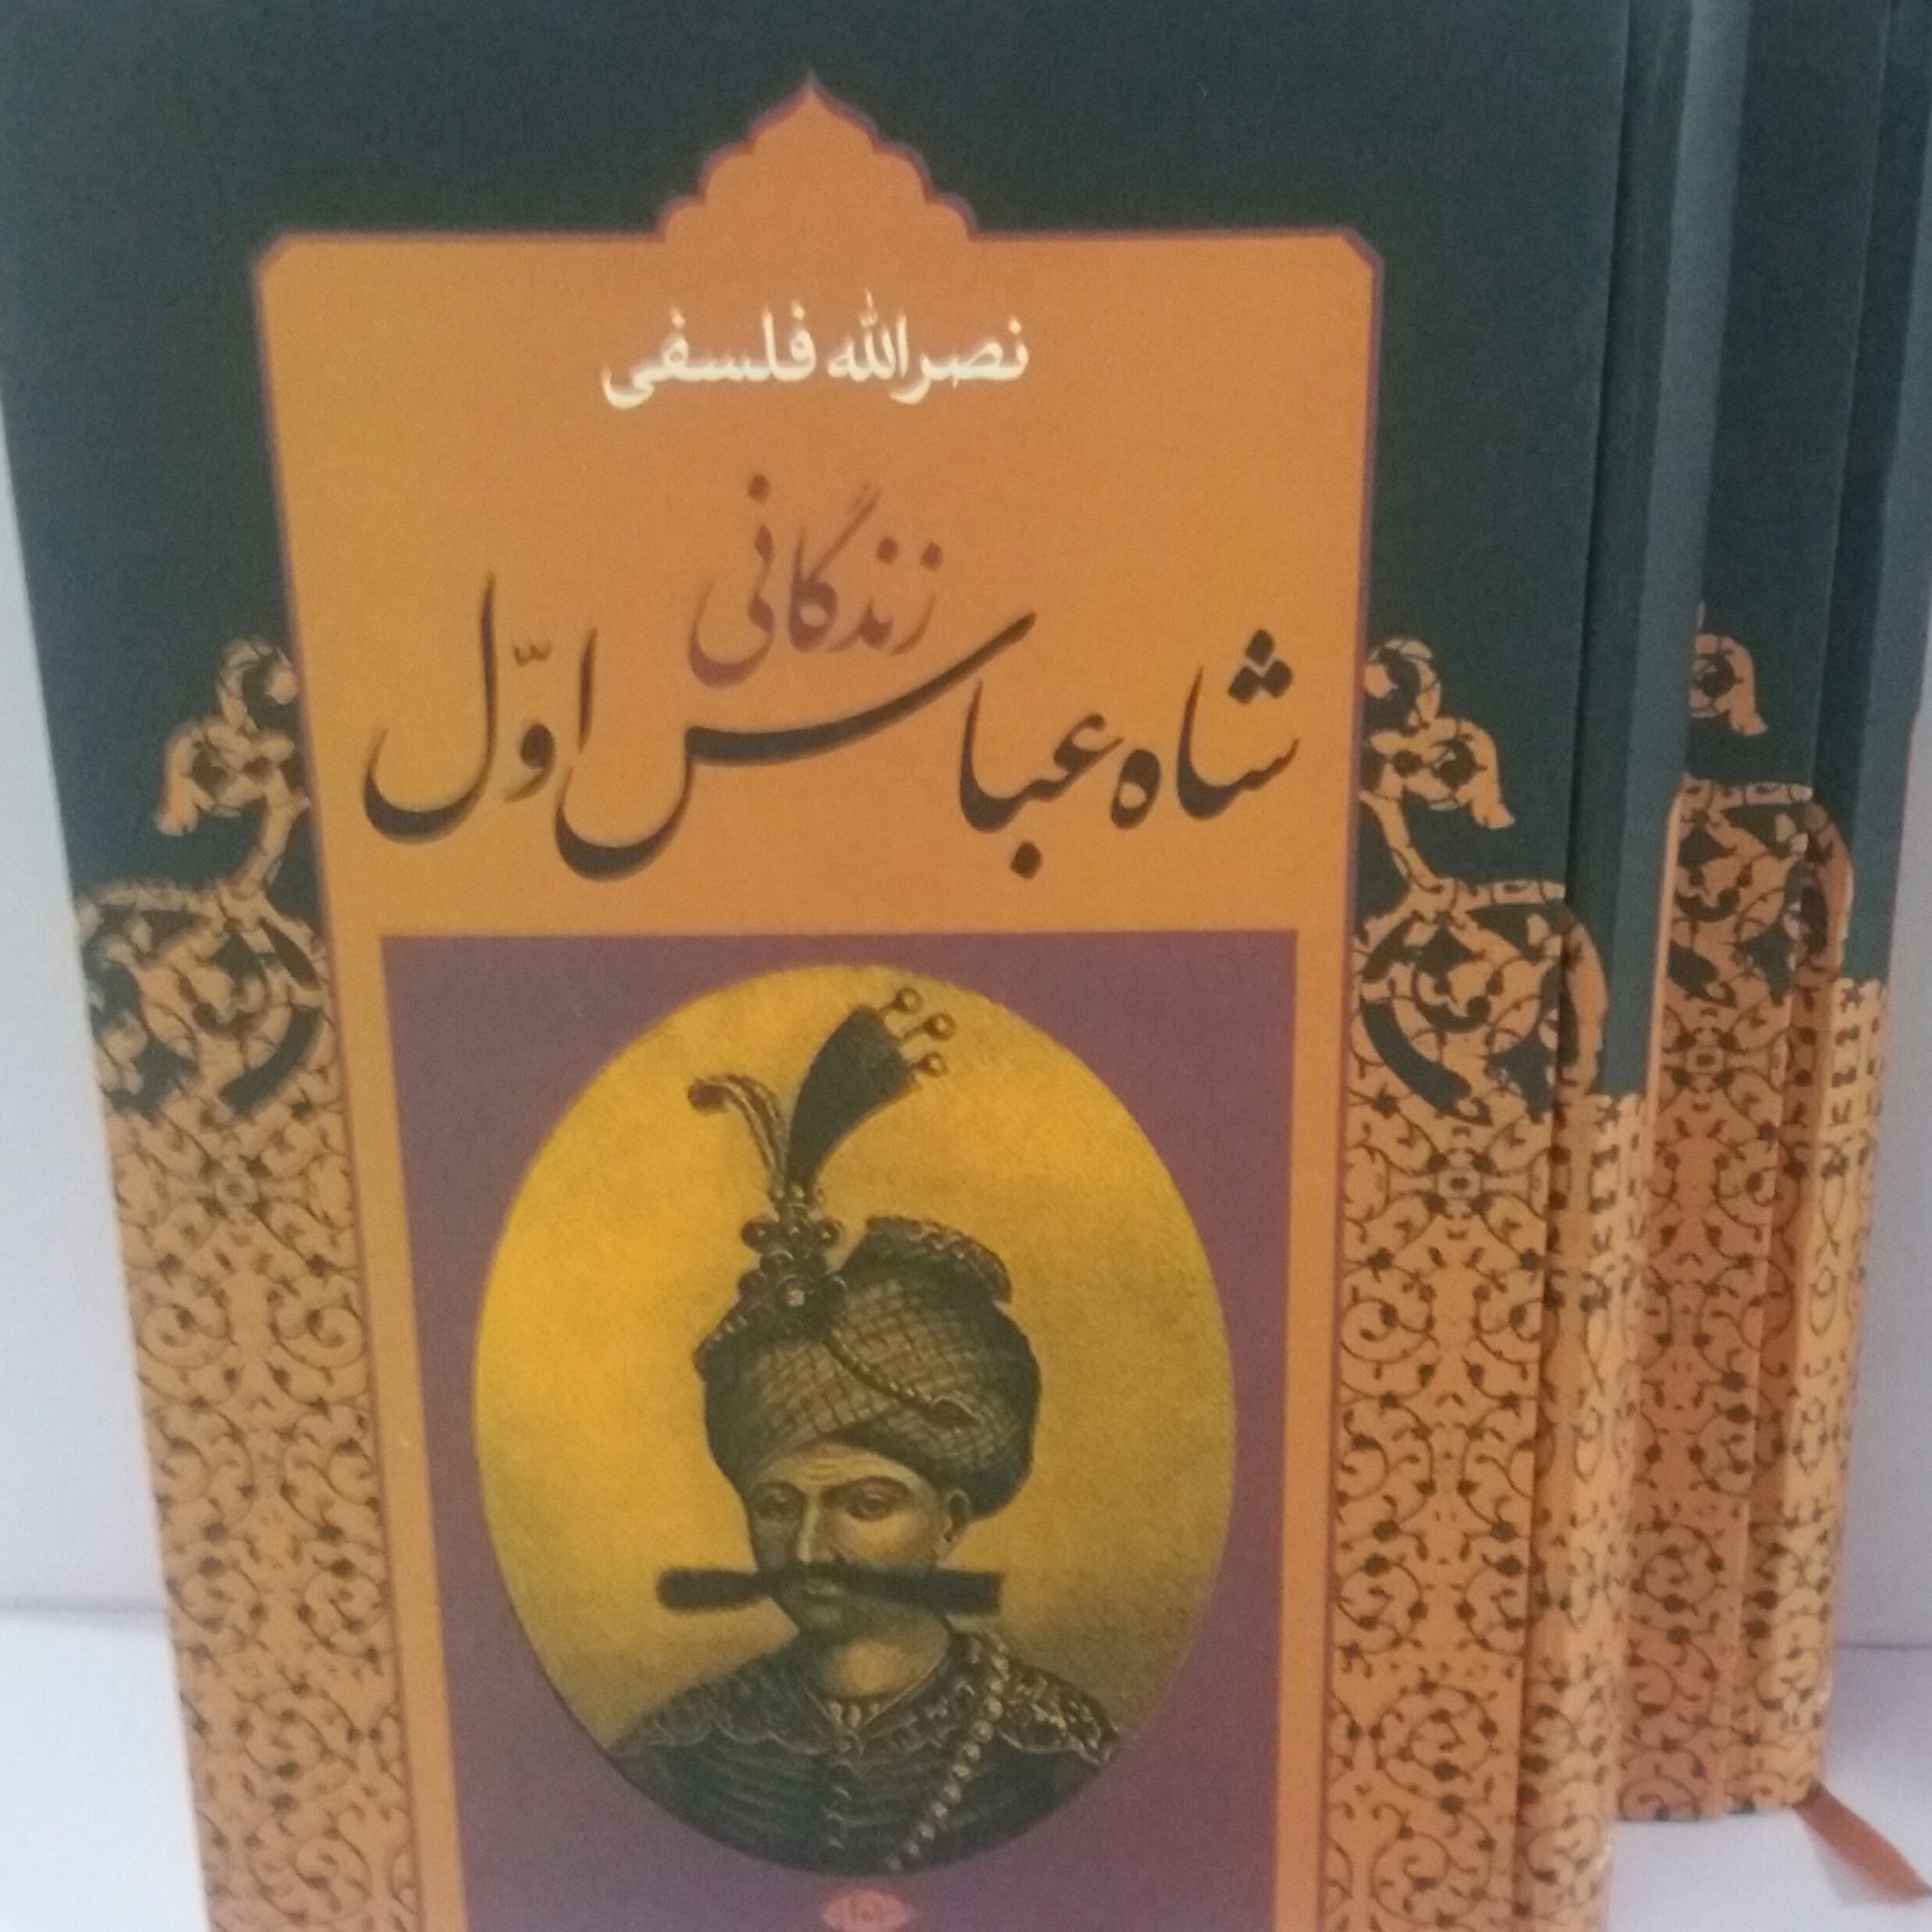 نصرالله فلسفی
زندگانی
شاه عباس اوّل